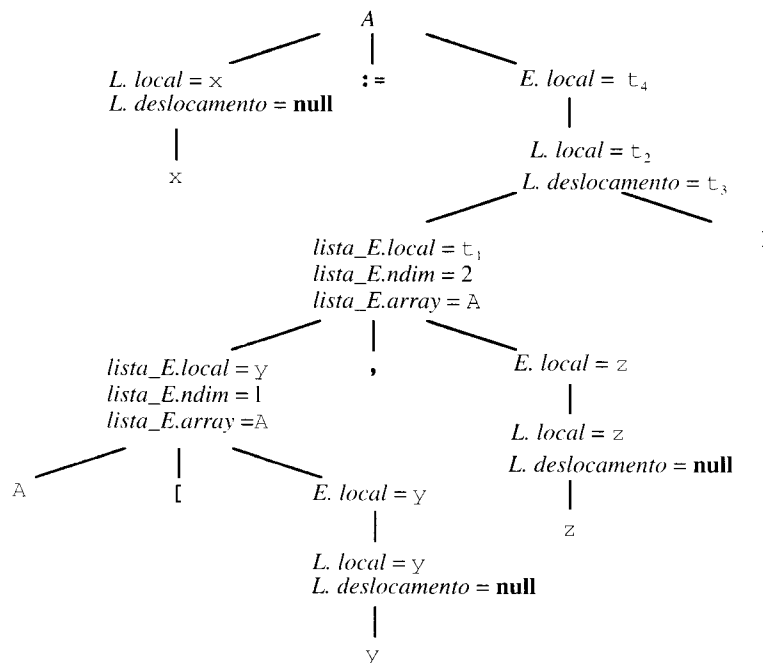 A
L. local = x
L. deslocamento = null
:=
E. local = t₄
x
L. local = t₂
L. deslocamento = t₃
lista_E.local = t₁
lista_E.ndim = 2
lista_E.array = A
lista_E.local = y
lista_E.ndim = 1
lista_E.array =A
,
E. local = z
L. local = z
L. deslocamento = null
A
[
E. local = y
z
L. local = y
L. deslocamento = null
y